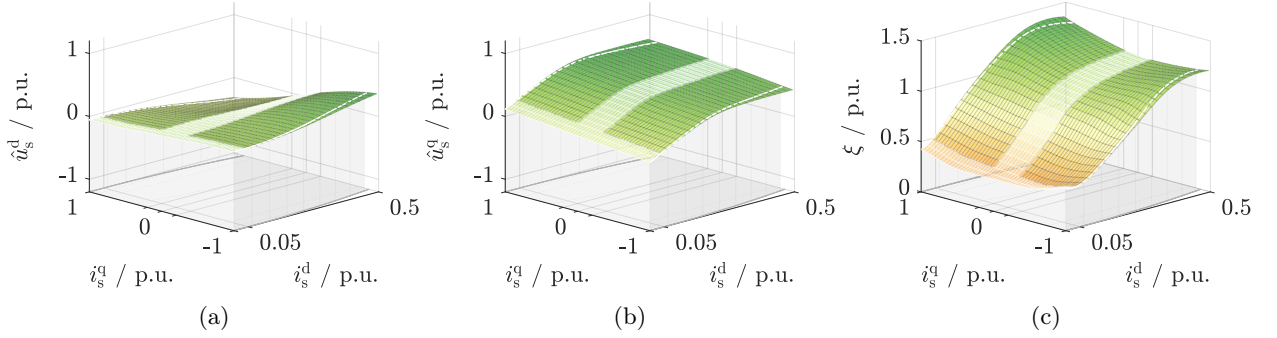 1
0
-1
û_s^d / p.u.
1
0
-1
0.05
0.5
i_s^q / p.u.
i_s^d / p.u.
(a)
1
0
-1
û_s^q / p.u.
1
0
-1
0.05
0.5
i_s^q / p.u.
i_s^d / p.u.
(b)
1.5
1
0.5
0
ξ / p.u.
1
0
-1
0.05
0.5
i_s^q / p.u.
i_s^d / p.u.
(c)